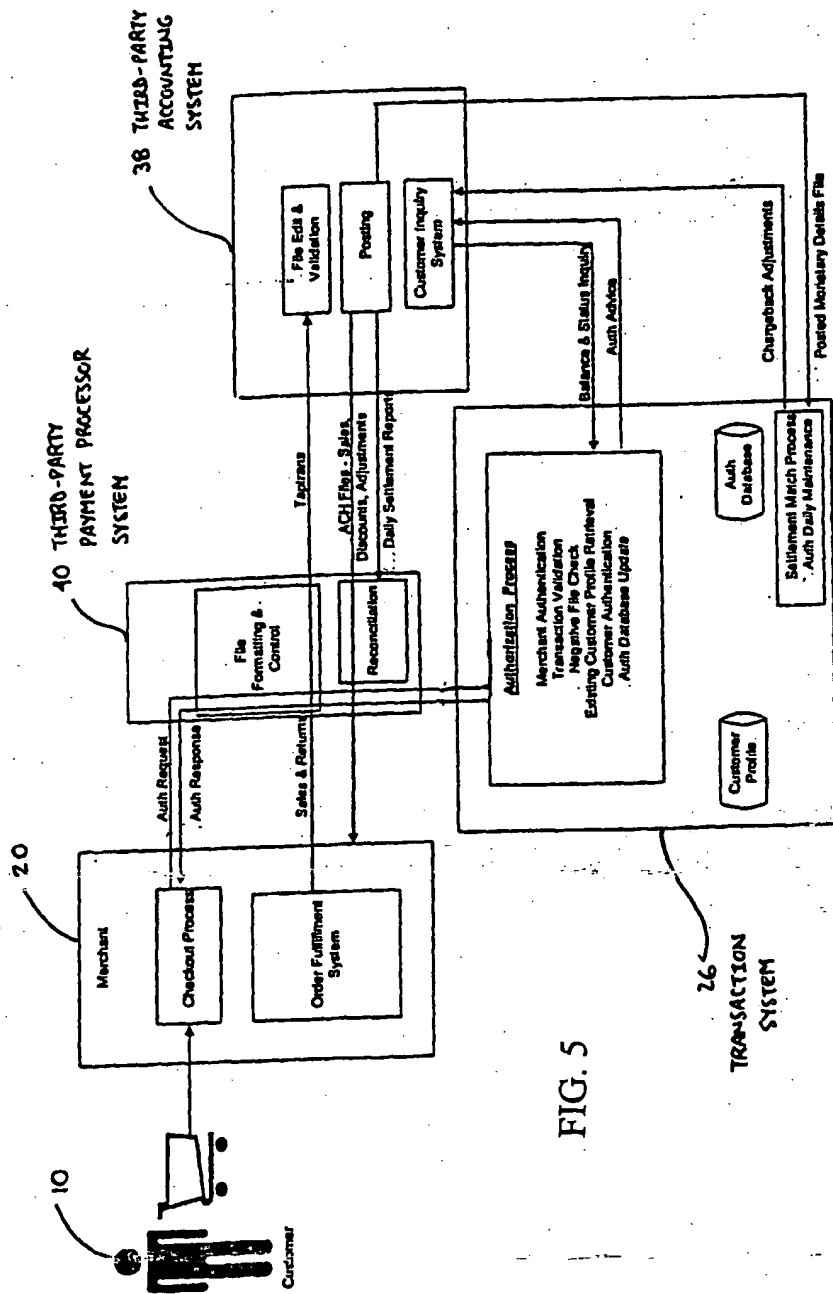 10
Customer
20
Merchant
Checkout Process
Order Fulfillment
System
Auth Request
Auth Response
Sales & Returns
40 THIRD-PARTY
PAYMENT PROCESSOR
SYSTEM
File
Formatting &
Control
Reconciliation
Taptrans
ACH Files - Sales,
Discounts, Adjustments
Daily Settlement Reports
38 THIRD-PARTY
ACCOUNTING
SYSTEM
File Edit &
Validation
Posting
Customer Inquiry
System
Balance & Status Inquiry
Auth Advice
Chargeback Adjustments
Posted Monetary Details File
Authorization Process
Merchant Authentication
Transaction Validation
Negative File Check
Existing Customer Profile Retrieval
Customer Authentication
Auth Database Update
Customer
Profile
Auth
Database
Settlement Match Process
Auth Daily Maintenance
26
TRANSACTION
SYSTEM
FIG. 5